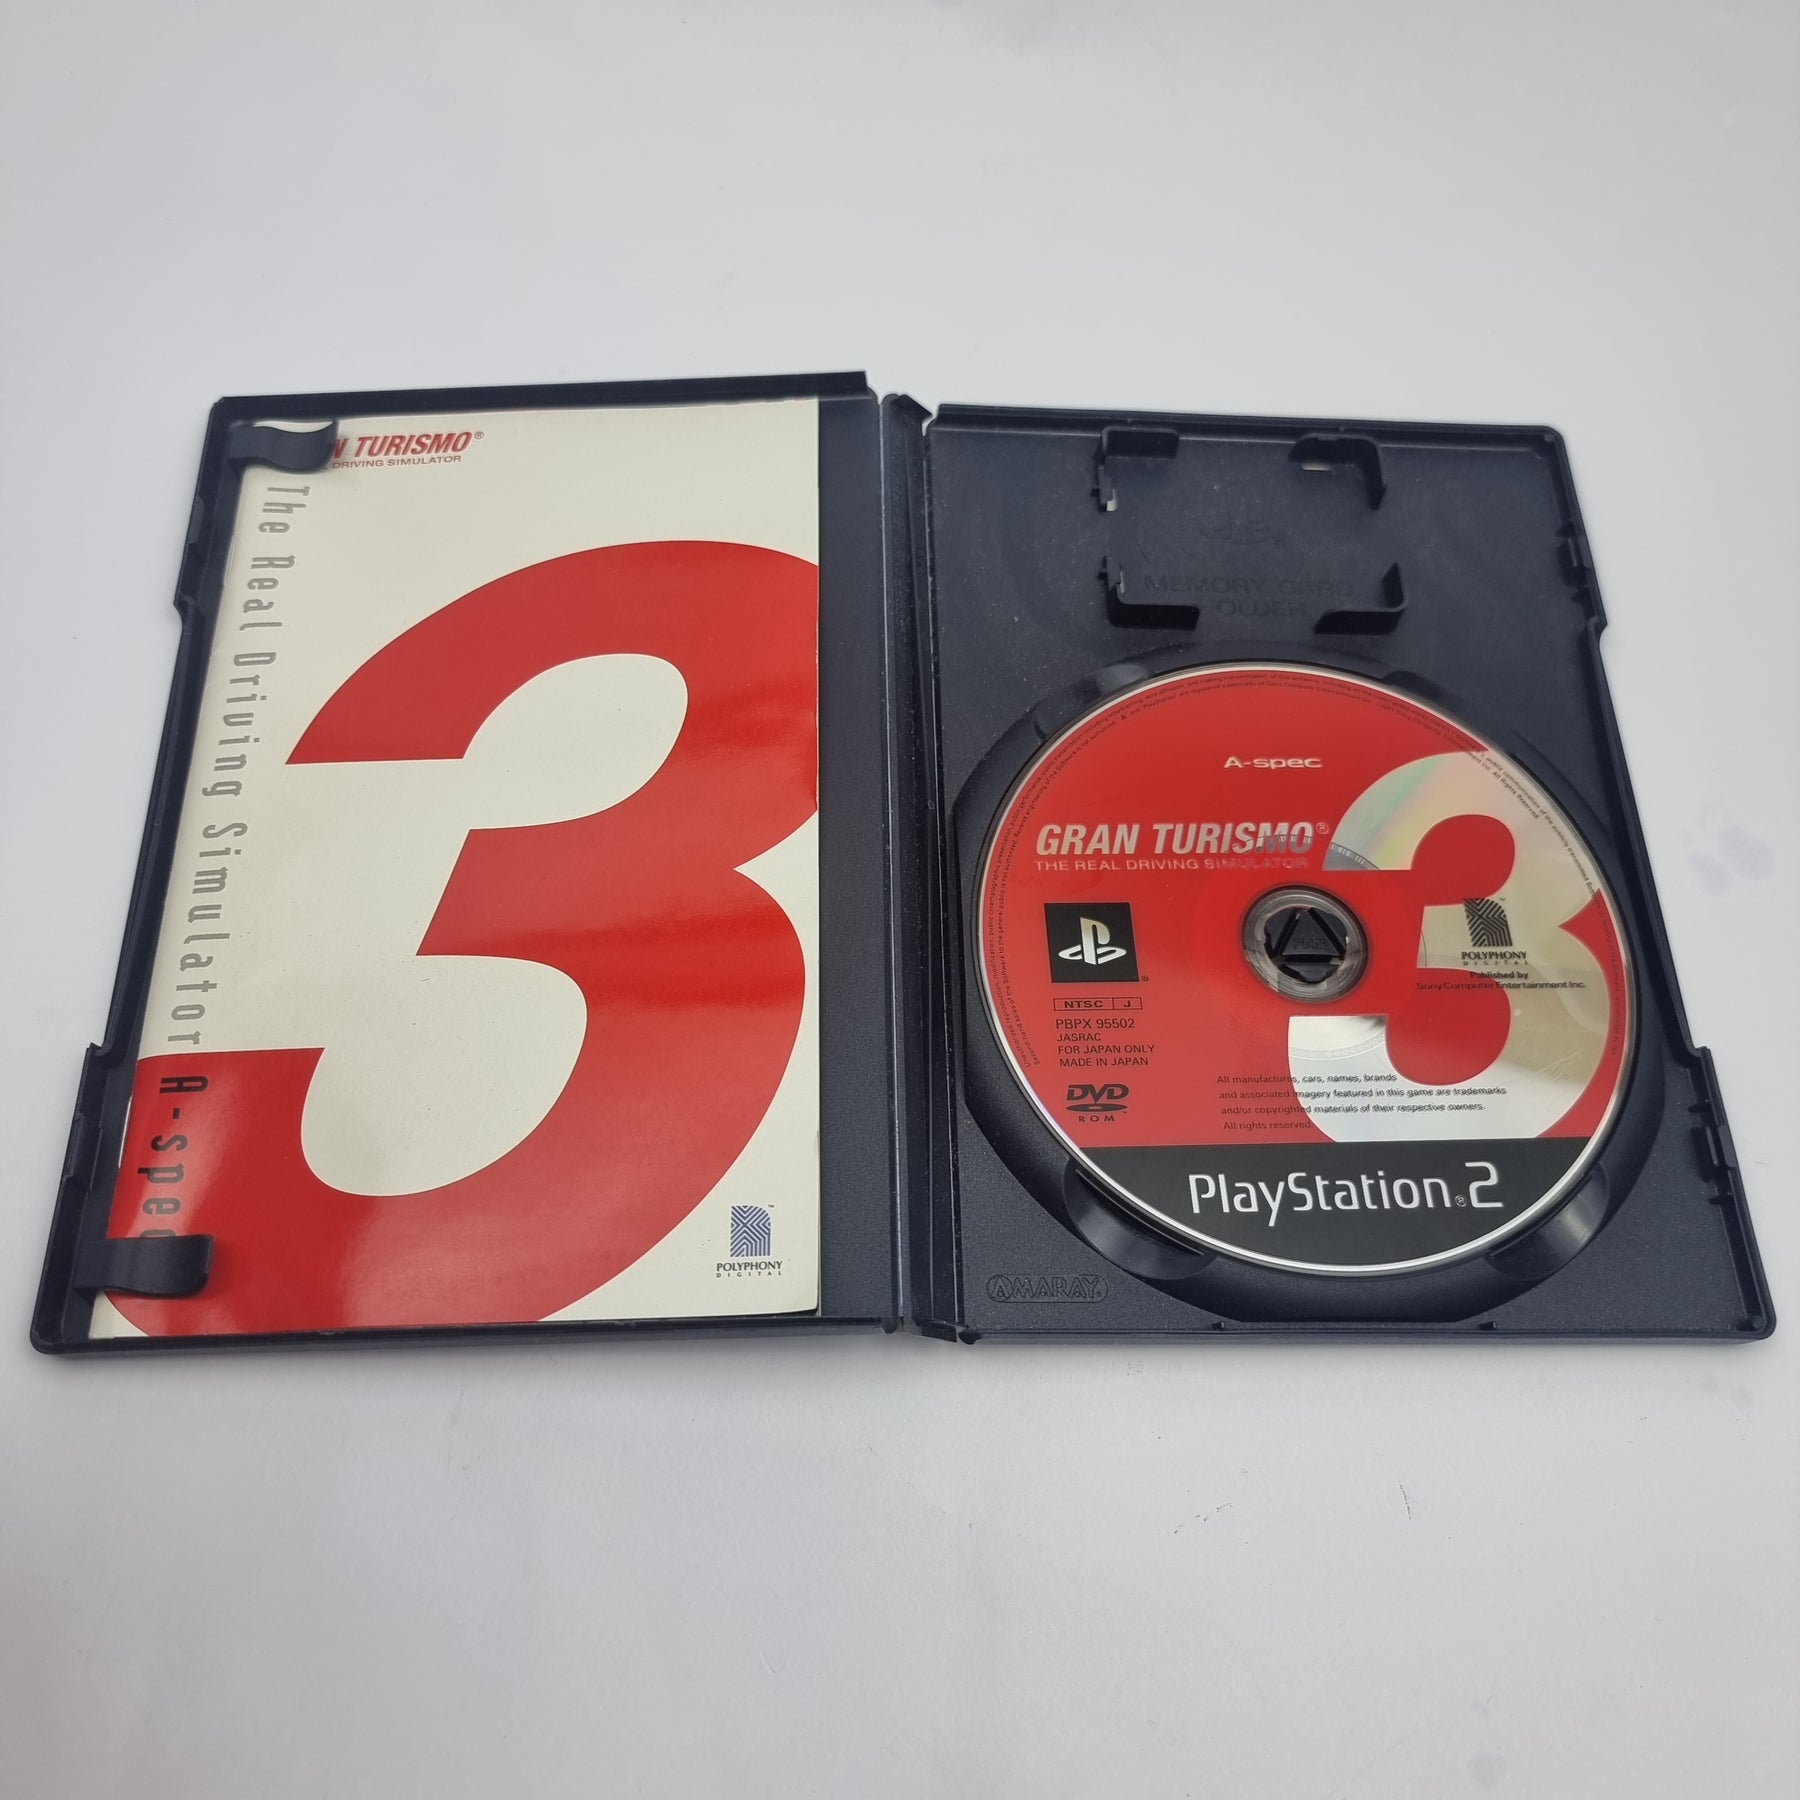 TURISMO®
DRIVING SIMULATOR
The Real Driving Simulator A-spec
3
POLYPHONY
DIGITAL
MEMORY CARD
AMARAY®
A-spec
GRAN TURISMO®
THE REAL DRIVING SIMULATOR
3
NTSC J
PBPX 95502
JASRAC
FOR JAPAN ONLY
MADE IN JAPAN
DVD
ROM
POLYPHONY
DIGITAL
Published by
Sony Computer Entertainment Inc.
All manufactures, cars, names, brands
and associated imagery featured in this game are trademarks
and/or copyrighted materials of their respective owners.
All rights reserved.
PlayStation®2